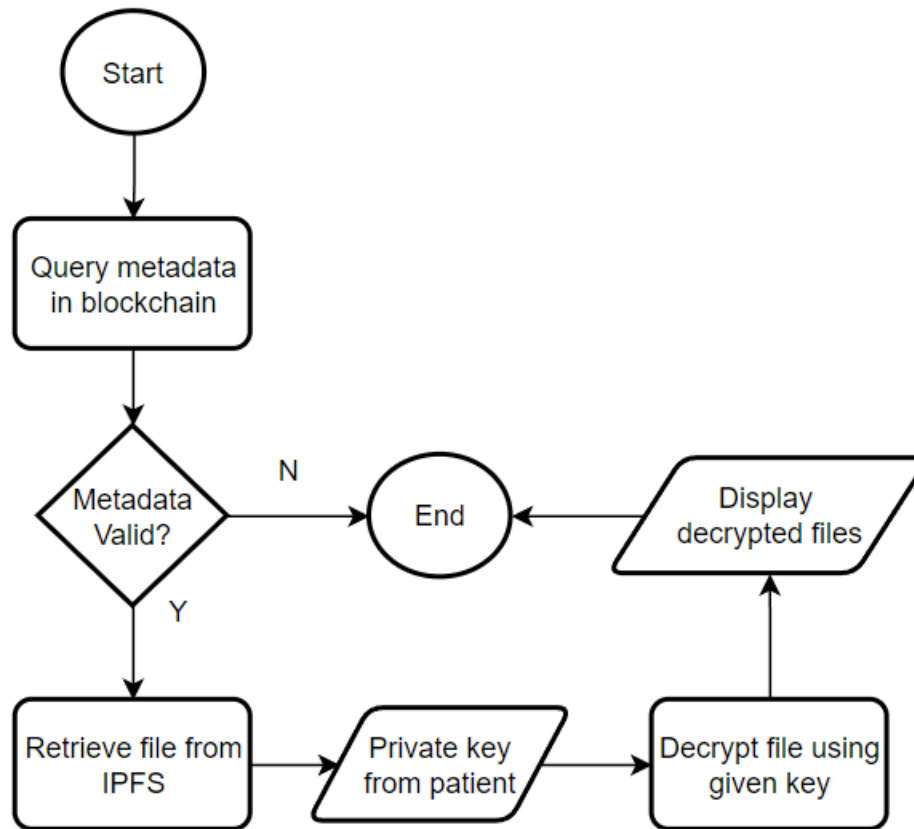 Start
Query metadata
in blockchain
Metadata
Valid?
N
End
Display
decrypted files
Y
Retrieve file from
IPFS
Private key
from patient
Decrypt file using
given key